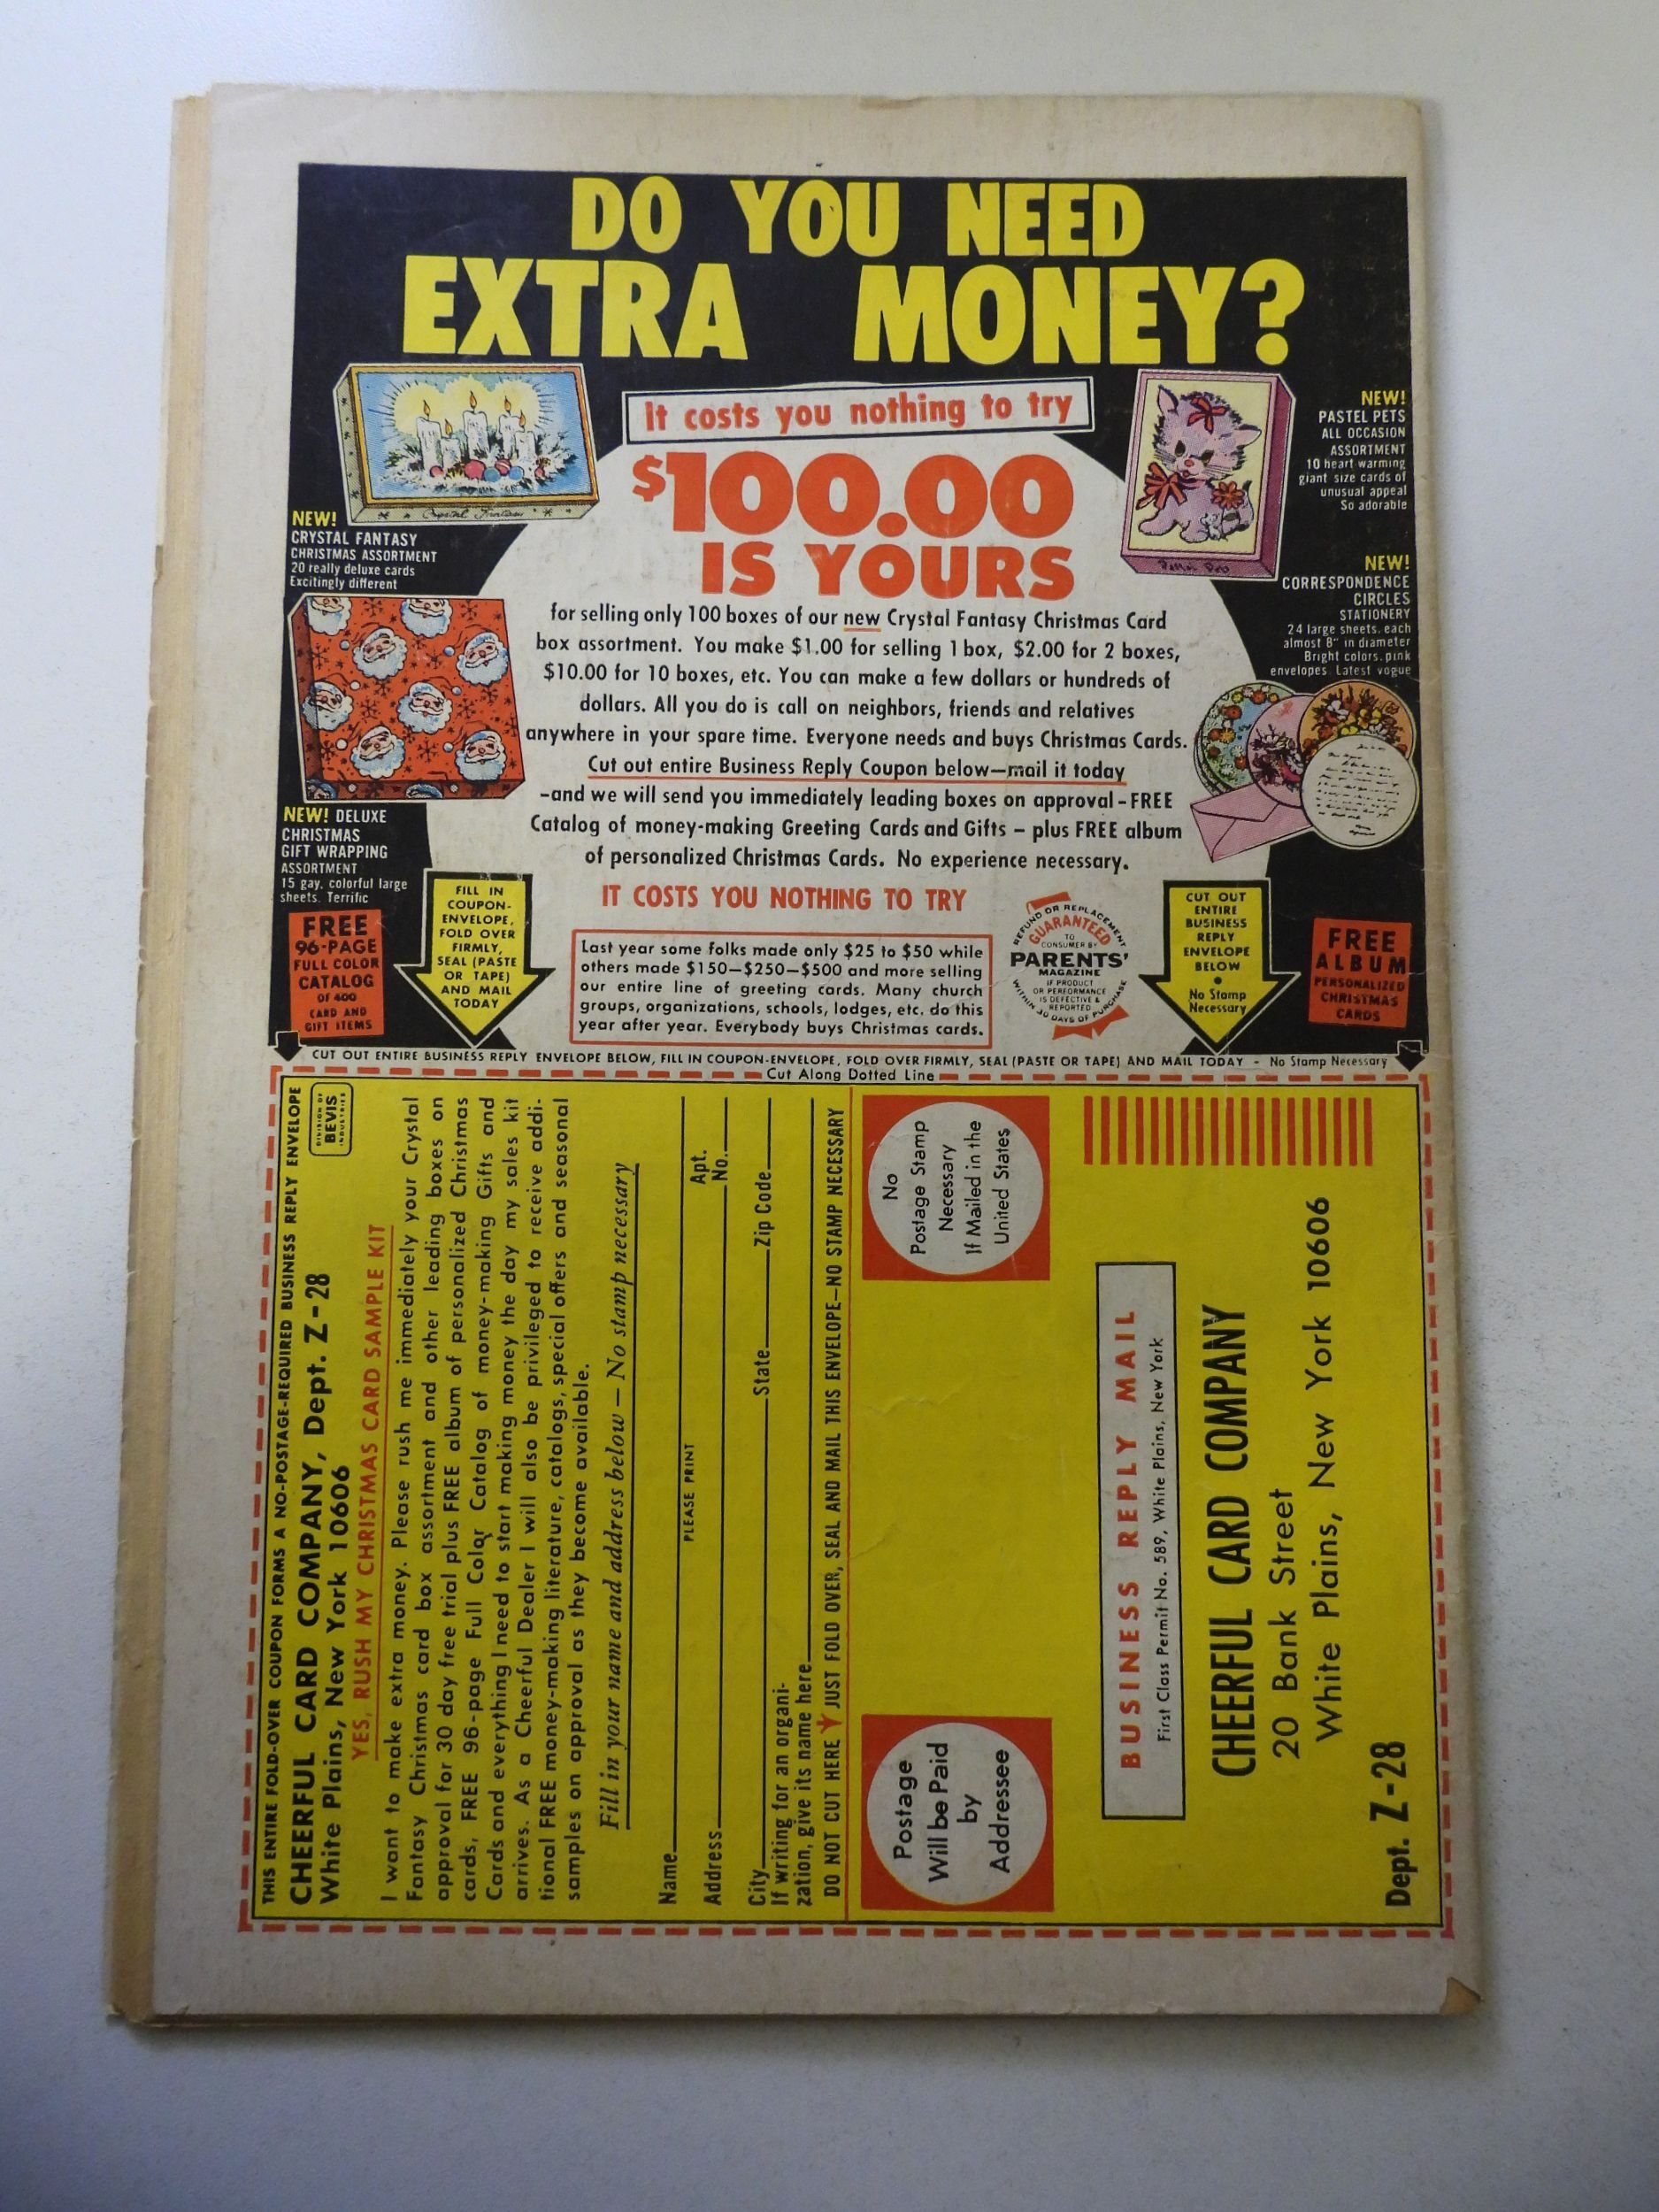 DO YOU NEED
EXTRA MONEY?
it costs you nothing to try
$100.00
IS YOURS
for selling only 100 boxes of our new Crystal Fantasy Christmas Card
box assortment. You make $1.00 for selling 1 box, $2.00 for 2 boxes,
$10.00 for 10 boxes, etc. You can make a few dollars or hundreds of
dollars. All you do is call on neighbors, friends and relatives
anywhere in your spare time. Everyone needs and buys Christmas Cards.
Cut out entire Business Reply Coupon below—mail it today
-and we will send you immediately leading boxes on approval – FREE
Catalog of money-making Greeting Cards and Gifts – plus FREE album
of personalized Christmas Cards. No experience necessary.
IT COSTS YOU NOTHING TO TRY
Last year some folks made only $25 to $50 while
others made $150—$250—$500 and more selling
our entire line of greeting cards. Many church
groups, organizations, schools, lodges, etc. do this
year after year. Everybody buys Christmas cards.
Crystal Fantasy
NEW!
CRYSTAL FANTASY
CHRISTMAS ASSORTMENT
20 really deluxe cards
Excitingly different
NEW! DELUXE
CHRISTMAS
GIFT WRAPPING
ASSORTMENT
15 gay, colorful large
sheets. Terrific
FREE
96-PAGE
FULL COLOR
CATALOG
OF 400
CARD AND
GIFT ITEMS
FILL IN
COUPON-
ENVELOPE,
FOLD OVER
FIRMLY,
SEAL (PASTE
OR TAPE)
AND MAIL
TODAY
NEW!
PASTEL PETS
ALL OCCASION
ASSORTMENT
10 heart warming
giant size cards of
unusual appeal
So adorable
NEW!
CORRESPONDENCE
CIRCLES
STATIONERY
24 large sheets, each
almost 8" in diameter
Bright colors, pink
envelopes. Latest vogue
REFUND OR REPLACEMENT
GUARANTEED
TO
CONSUMER BY
PARENTS'
MAGAZINE
IF PRODUCT
OR PERFORMANCE
IS DEFECTIVE &
REPORTED
WITHIN 30 DAYS OF PURCHASE
CUT OUT
ENTIRE
BUSINESS
REPLY
ENVELOPE
BELOW
•
No Stamp
Necessary
FREE
ALBUM
PERSONALIZED
CHRISTMAS
CARDS
CUT OUT ENTIRE BUSINESS REPLY ENVELOPE BELOW, FILL IN COUPON-ENVELOPE, FOLD OVER FIRMLY, SEAL (PASTE OR TAPE) AND MAIL TODAY - No Stamp Necessary
Cut Along Dotted Line
THIS ENTIRE FOLD-OVER COUPON FORMS A NO-POSTAGE-REQUIRED BUSINESS REPLY ENVELOPE
CHEERFUL CARD COMPANY, Dept. Z-28
White Plains, New York 10606
DIVISION OF
BEVIS
INDUSTRIES
YES, RUSH MY CHRISTMAS CARD SAMPLE KIT
I want to make extra money. Please rush me immediately your Crystal
Fantasy Christmas card box assortment and other leading boxes on
approval for 30 day free trial plus FREE album of personalized Christmas
cards, FREE 96-page Full Color Catalog of money-making Gifts and
Cards and everything I need to start making money the day my sales kit
arrives. As a Cheerful Dealer I will also be privileged to receive addi-
tional FREE money-making literature, catalogs, special offers and seasonal
samples on approval as they become available.
Fill in your name and address below — No stamp necessary
Name
PLEASE PRINT
Address Apt. No.
City State Zip Code
If writing for an organi-
zation, give its name here
DO NOT CUT HERE JUST FOLD OVER, SEAL AND MAIL THIS ENVELOPE—NO STAMP NECESSARY
Postage
Will be Paid
by
Addressee
No
Postage Stamp
Necessary
If Mailed in the
United States
BUSINESS REPLY MAIL
First Class Permit No. 589, White Plains, New York
CHEERFUL CARD COMPANY
20 Bank Street
White Plains, New York 10606
Dept. Z-28